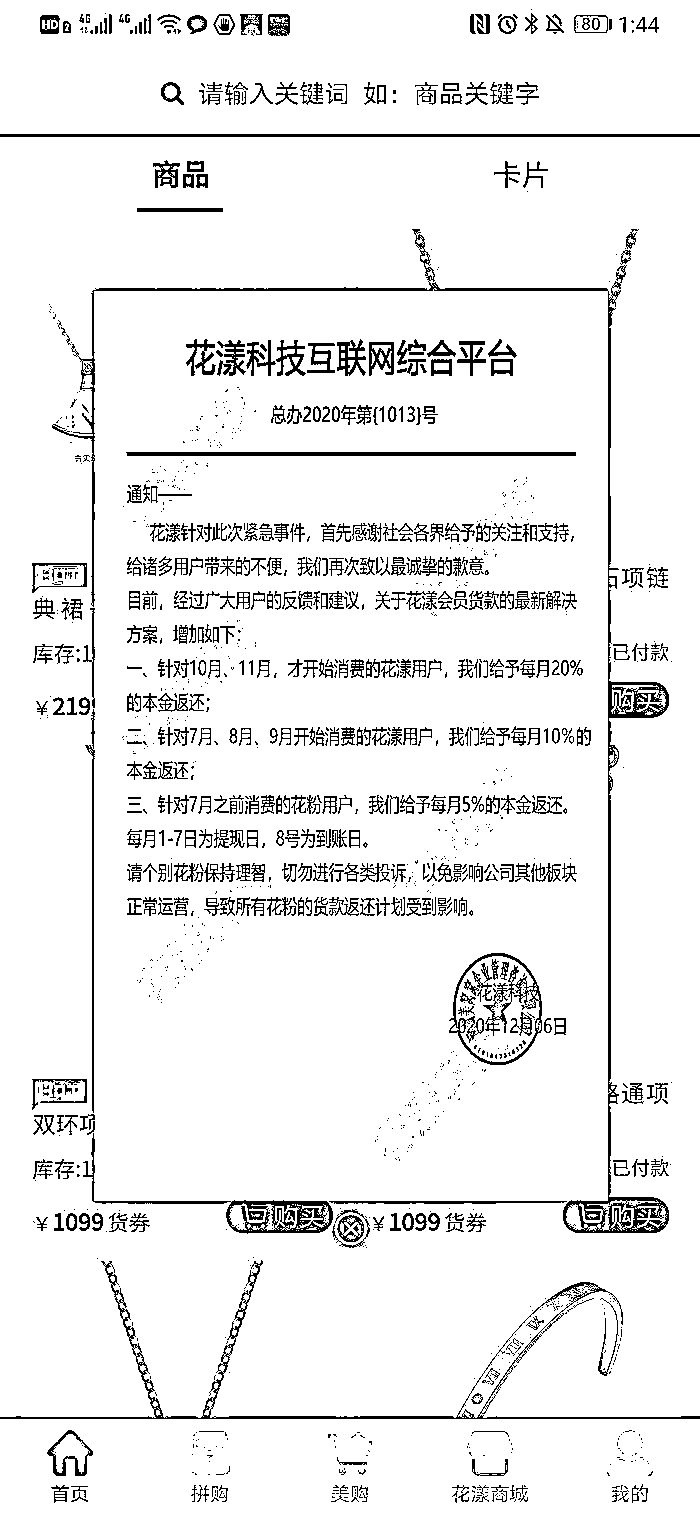 1:44
80
请输入关键词 如：商品关键字
商品
卡片
花漾科技互联网综合平台
总办2020年第{1013}号
通知——
花漾针对此次紧急事件，首先感谢社会各界给予的关注和支持，
给诸多用户带来的不便，我们再次致以最诚挚的歉意。
目前，经过广大用户的反馈和建议，关于花漾会员货款的最新解决
方案，增加如下：
一、针对10月、11月，才开始消费的花漾用户，我们给予每月20%
的本金返还；
二、针对7月、8月、9月开始消费的花漾用户，我们给予每月10%的
本金返还；
三、针对7月之前消费的花粉用户，我们给予每月5%的本金返还。
每月1-7日为提现日，8号为到账日。
请个别花粉保持理智，切勿进行各类投诉，以免影响公司其他板块
正常运营，导致所有花粉的货款返还计划受到影响。
花漾科技
2020年12月06日
典 裙
石项链
库存:1
已付款
￥219
购买
双环项
路通项
库存:1
已付款
￥1099 货券
购买
￥1099 货券
购买
首页
拼购
美购
花漾商城
我的